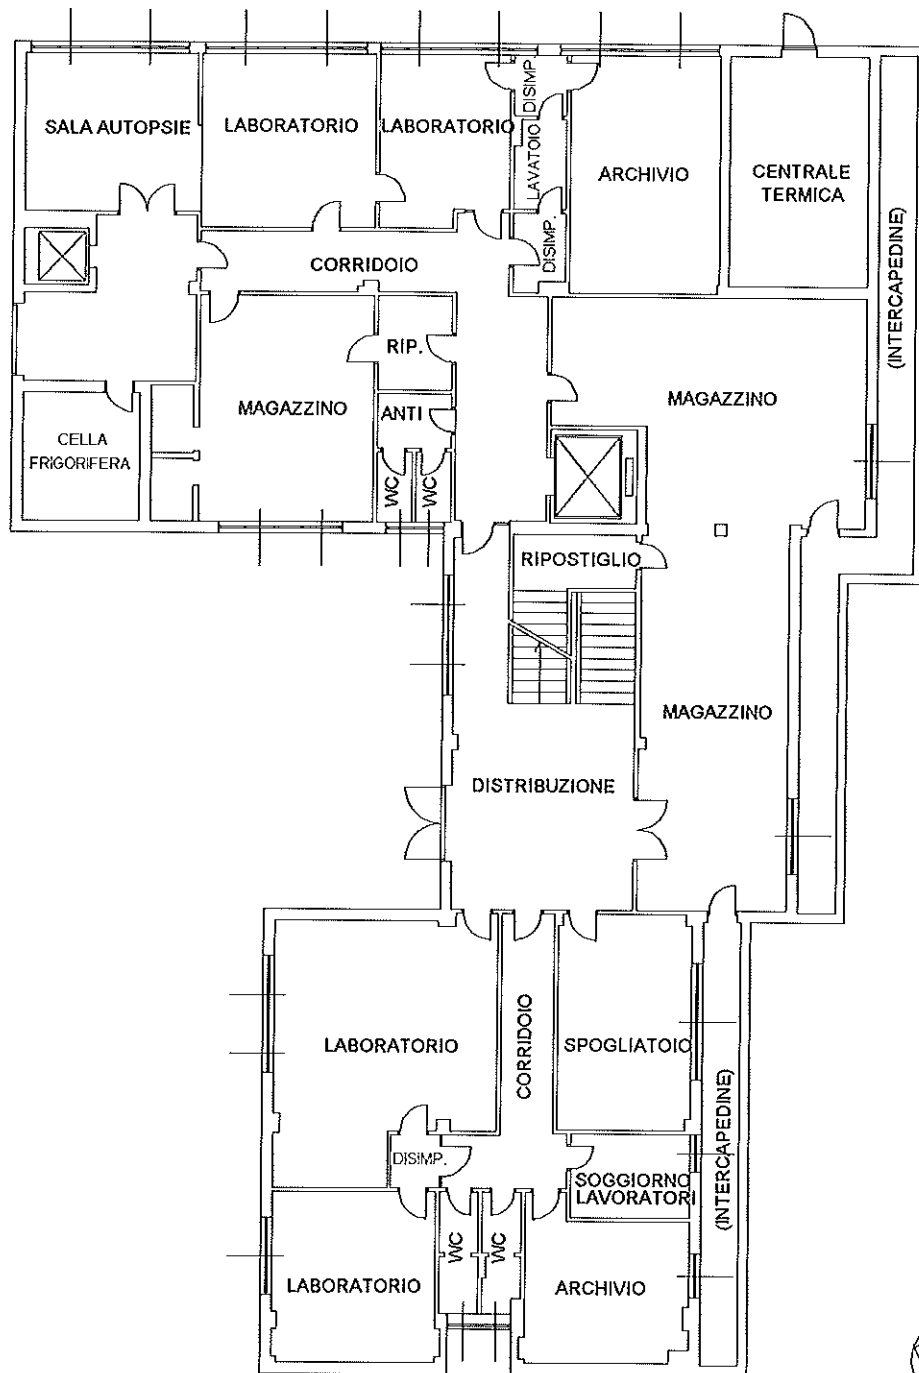 SALA AUTOPSIE
LABORATORIO
LABORATORIO
DISIMP.
LAVATOIO
DISIMP.
ARCHIVIO
CENTRALE
TERMICA
(INTERCAPEDINE)
CORRIDOIO
RIP.
MAGAZZINO
ANTI
WC
WC
CELLA
FRIGORIFERA
MAGAZZINO
RIPOSTIGLIO
MAGAZZINO
DISTRIBUZIONE
LABORATORIO
CORRIDOIO
SPOGLIATOIO
(INTERCAPEDINE)
DISIMP.
SOGGIORNO
LAVORATORI
LABORATORIO
WC
WC
ARCHIVIO